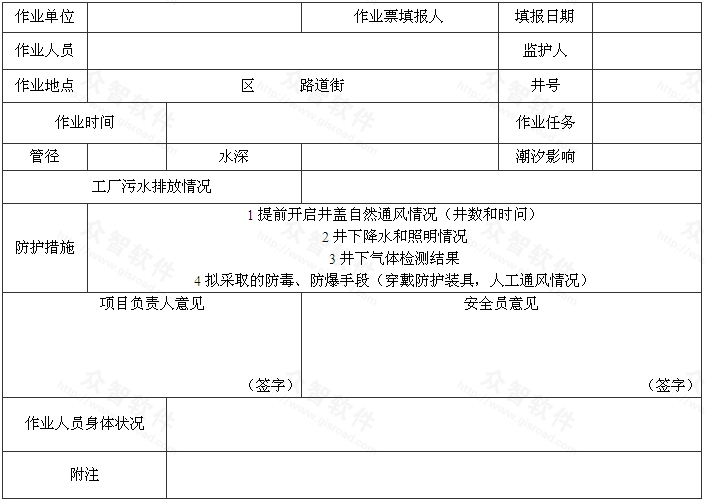 作业单位 作业票填报人 填报日期
作业人员 监护人
作业地点 区 路道街 井号
作业时间 作业任务
管径 水深 潮汐影响
工厂污水排放情况
防护措施
1提前开启井盖自然通风情况（井数和时间）
2井下降水和照明情况
3井下气体检测结果
4拟采取的防毒、防爆手段（穿戴防护装具，人工通风情况）
项目负责人意见 安全员意见
（签字） （签字）
作业人员身体状况
附注
众智软件
http://www.gisroad.com